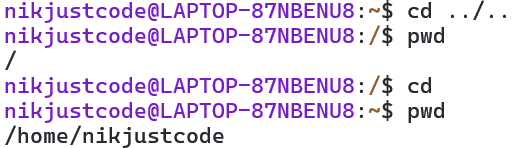 nikjustcode@LAPTOP-87NBENU8:~$ cd ../..
nikjustcode@LAPTOP-87NBENU8:/$ pwd
/
nikjustcode@LAPTOP-87NBENU8:/$ cd
nikjustcode@LAPTOP-87NBENU8:~$ pwd
/home/nikjustcode